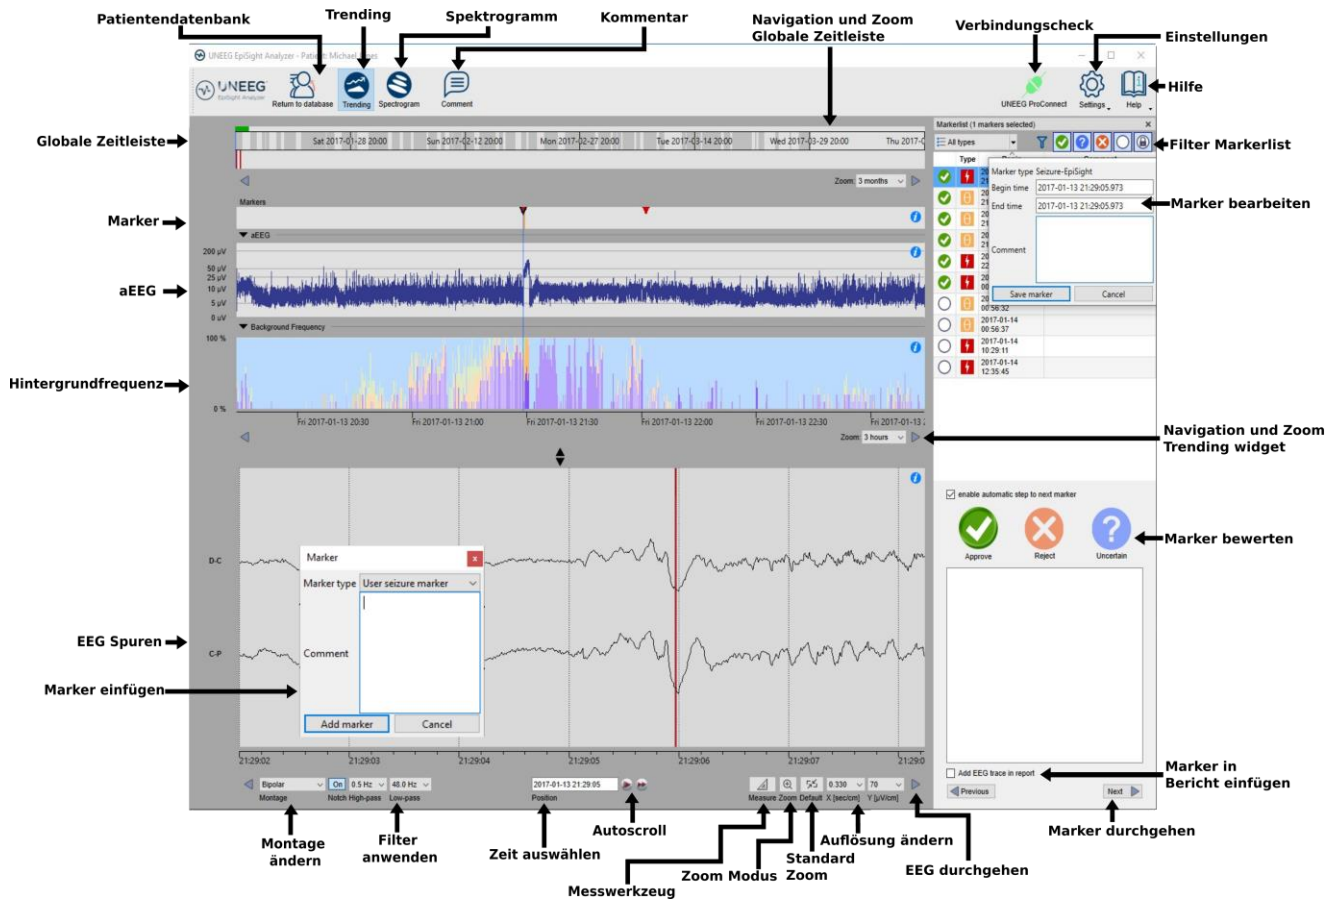 Patientendatenbank
Trending
Spektrogramm
Kommentar
Navigation und Zoom
Globale Zeitleiste
Verbindungscheck
Einstellungen
UNEEG EpiSight Analyzer - Patient: Michael
UNEEG
EpiSight Analyzer
Return to database
Trending
Spectrogram
Comment
UNEEG ProConnect
Settings
Help
Hilfe
Globale Zeitleiste
Sat 2017-01-28 20:00
Sun 2017-02-12 20:00
Mon 2017-02-27 20:00
Tue 2017-03-14 20:00
Wed 2017-03-29 20:00
Thu 2017-0
Zoom: 3 months
Markerlist (1 markers selected)
All types
Filter Markerlist
Type
Marker type Seizure-EpiSight
Begin time 2017-01-13 21:29:05.973
End time 2017-01-13 21:29:05.973
Comment
Save marker
Cancel
Marker bearbeiten
00:56:32
2017-01-14
00:56:37
2017-01-14
10:29:11
2017-01-14
12:35:45
Marker
Markers
aEEG
aEEG
200 µV
50 µV
25 µV
10 µV
5 µV
0 µV
Hintergrundfrequenz
Background Frequency
100 %
0 %
Fri 2017-01-13 20:30
Fri 2017-01-13 21:00
Fri 2017-01-13 21:30
Fri 2017-01-13 22:00
Fri 2017-01-13 22:30
Fri 2017-01-13
Zoom: 3 hours
Navigation und Zoom
Trending widget
enable automatic step to next marker
Approve
Reject
Uncertain
Marker bewerten
D-C
C-P
EEG Spuren
Marker einfügen
Marker
Marker type User seizure marker
Comment
Add marker
Cancel
21:29:02
21:29:03
21:29:04
21:29:05
21:29:06
21:29:0
Bipolar
On
0.5 Hz
48.0 Hz
2017-01-13 21:29:05
0.330
70
Montage
Notch
High-pass
Low-pass
Position
Measure
Zoom
Default
X [sec/cm]
Y [µV/cm]
Add EEG trace in report
Previous
Next
Marker in
Bericht einfügen
Marker durchgehen
Montage
ändern
Filter
anwenden
Zeit auswählen
Autoscroll
Messwerkzeug
Zoom Modus
Standard
Zoom
Auflösung ändern
EEG durchgehen